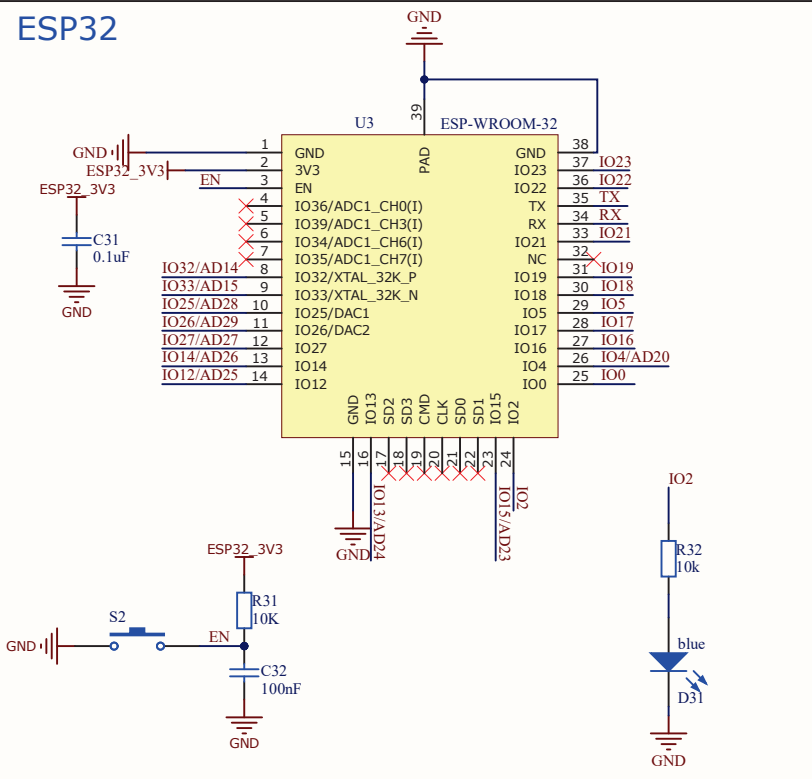 ESP32
GND
U3
ESP-WROOM-32
39
PAD
GND
1
GND
ESP32_3V3
2
3V3
EN
3
EN
4
IO36/ADC1_CH0(I)
5
IO39/ADC1_CH3(I)
6
IO34/ADC1_CH6(I)
7
IO35/ADC1_CH7(I)
IO32/AD14
8
IO32/XTAL_32K_P
IO33/AD15
9
IO33/XTAL_32K_N
IO25/AD28
10
IO25/DAC1
IO26/AD29
11
IO26/DAC2
IO27/AD27
12
IO27
IO14/AD26
13
IO14
IO12/AD25
14
IO12
GND
38
IO23
37
IO23
IO22
36
IO22
TX
35
TX
RX
34
RX
IO21
33
IO21
NC
32
IO19
31
IO19
IO18
30
IO18
IO5
29
IO5
IO17
28
IO17
IO16
27
IO16
IO4
26
IO4/AD20
IO0
25
IO0
GND
IO13
SD2
SD3
CMD
CLK
SD0
SD1
IO15
IO2
15
16
17
18
19
20
21
22
23
24
GND
IO13/AD24
IO15/AD23
IO2
ESP32_3V3
C31
0.1uF
GND
ESP32_3V3
R31
10K
S2
GND
EN
C32
100nF
GND
IO2
R32
10k
blue
D31
GND